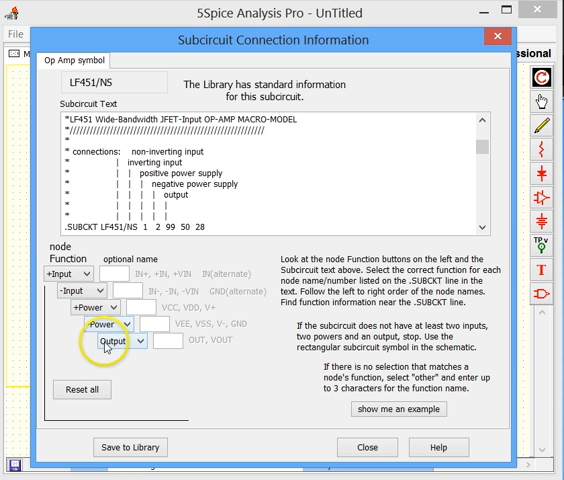 5Spice Analysis Pro - UnTitled
File
Subcircuit Connection Information
Op Amp symbol
LF451/NS
The Library has standard information
for this subcircuit.
Subcircuit Text
*LF451 Wide-Bandwidth JFET-Input OP-AMP MACRO-MODEL
*//////////////////////////////////////////////////////////
*
* connections: non-inverting input
* | inverting input
* | | positive power supply
* | | | negative power supply
* | | | | output
* | | | | |
* | | | | |
.SUBCKT LF451/NS 1 2 99 50 28
node
Function optional name
+Input IN+, +IN, +VIN IN(alternate)
-Input IN-, -IN, -VIN GND(alternate)
+Power VCC, VDD, V+
-Power VEE, VSS, V-, GND
Output OUT, VOUT
Reset all
Look at the node Function buttons on the left and the
Subcircuit text above. Select the correct function for each
node name/number listed on the .SUBCKT line in the
text. Follow the left to right order of the node names.
Find function information near the .SUBCKT line.
If the subcircuit does not have at least two inputs,
two powers and an output, stop. Use the
rectangular subcircuit symbol in the schematic.
If there is no selection that matches a
node's function, select "other" and enter up
to 3 characters for the function name.
show me an example
Save to Library
Close
Help
C
TPv
T